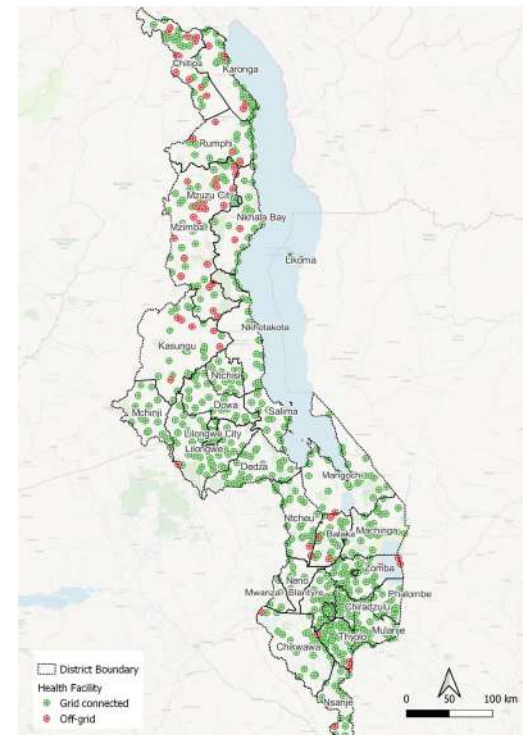 Chitipa
Karonga
Rumphi
Mzuzu City
Nkhata Bay
Mzimba
Likoma
Nkhotakota
Kasungu
Ntchisi
Mchinji
Dowa
Salima
Lilongwe City
Lilongwe
Dedza
Mangochi
Ntcheu
Machinga
Balaka
Zomba
Neno
Mwanza
Blantyre
Phalombe
Chiradzulu
Mulanje
Thyolo
Chikwawa
Nsanje
District Boundary
Health Facility
Grid connected
Off-grid
0 50 100 km